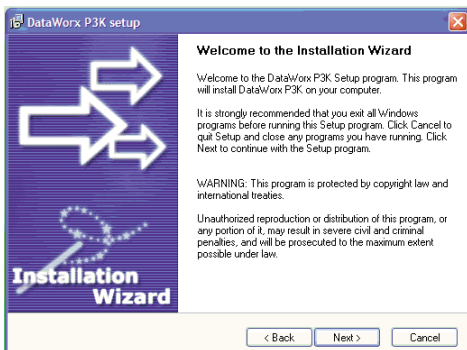 DataWorx P3K setup
Welcome to the Installation Wizard
Welcome to the DataWorx P3K Setup program. This program
will install DataWorx P3K on your computer.
It is strongly recommended that you exit all Windows
programs before running this Setup program. Click Cancel to
quit Setup and close any programs you have running. Click
Next to continue with the Setup program.
WARNING: This program is protected by copyright law and
international treaties.
Unauthorized reproduction or distribution of this program, or
any portion of it, may result in severe civil and criminal
penalties, and will be prosecuted to the maximum extent
possible under law.
Installation
Wizard
< Back
Next >
Cancel